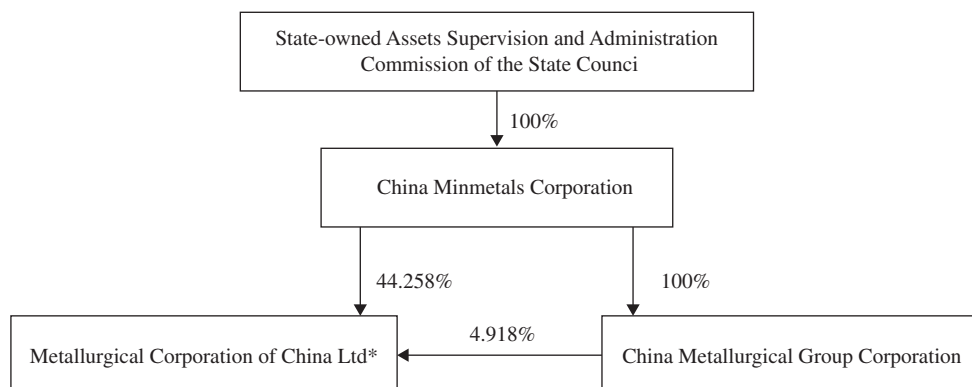 State-owned Assets Supervision and Administration
Commission of the State Counci
100%
China Minmetals Corporation
44.258%
100%
4.918%
Metallurgical Corporation of China Ltd*
China Metallurgical Group Corporation